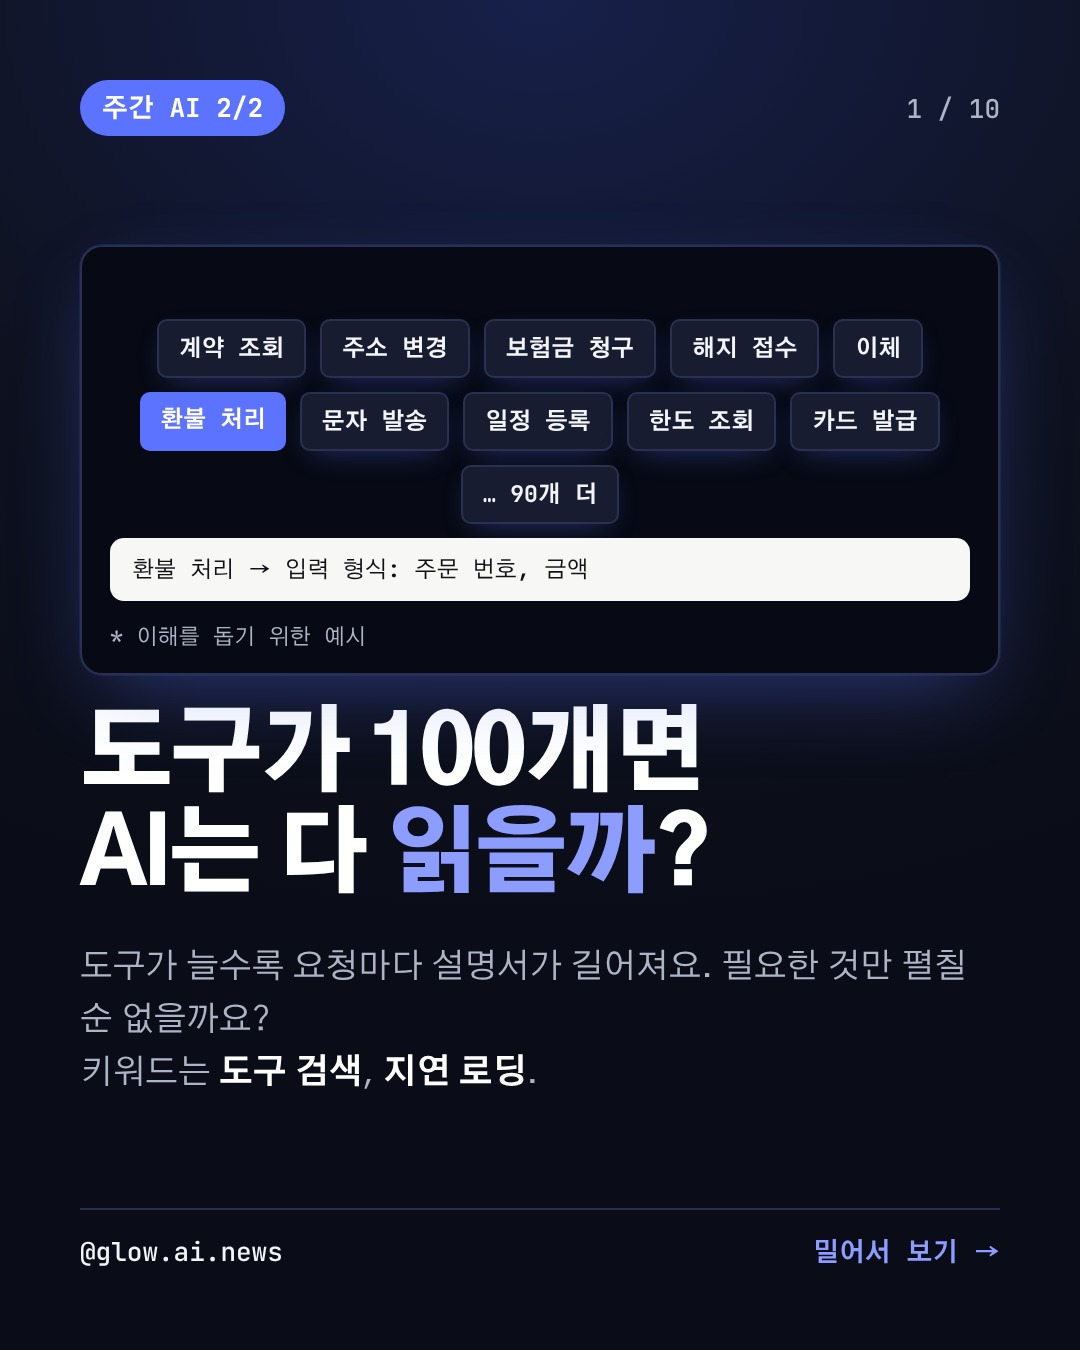 주간 AI 2/2
1 / 10
계약 조회 주소 변경 보험금 청구 해지 접수 이체
환불 처리 문자 발송 일정 등록 한도 조회 카드 발급
… 90개 더
환불 처리 → 입력 형식: 주문 번호, 금액
* 이해를 돕기 위한 예시
도구가 100개면
AI는 다 읽을까?
도구가 늘수록 요청마다 설명서가 길어져요. 필요한 것만 펼칠
순 없을까요?
키워드는 도구 검색, 지연 로딩.
@glow.ai.news
밀어서 보기 →